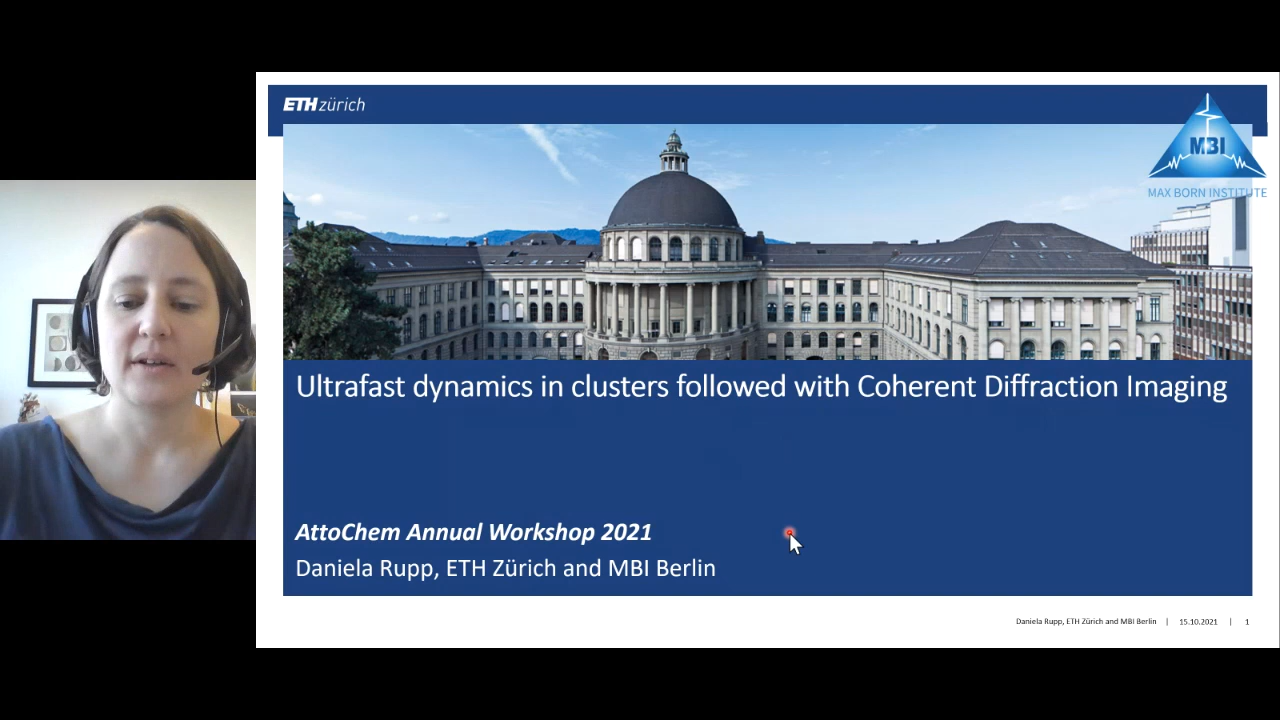 ETH zürich
MBI
MAX BORN INSTITUTE
Ultrafast dynamics in clusters followed with Coherent Diffraction Imaging
AttoChem Annual Workshop 2021
Daniela Rupp, ETH Zürich and MBI Berlin
Daniela Rupp, ETH Zürich and MBI Berlin | 15.10.2021 | 1